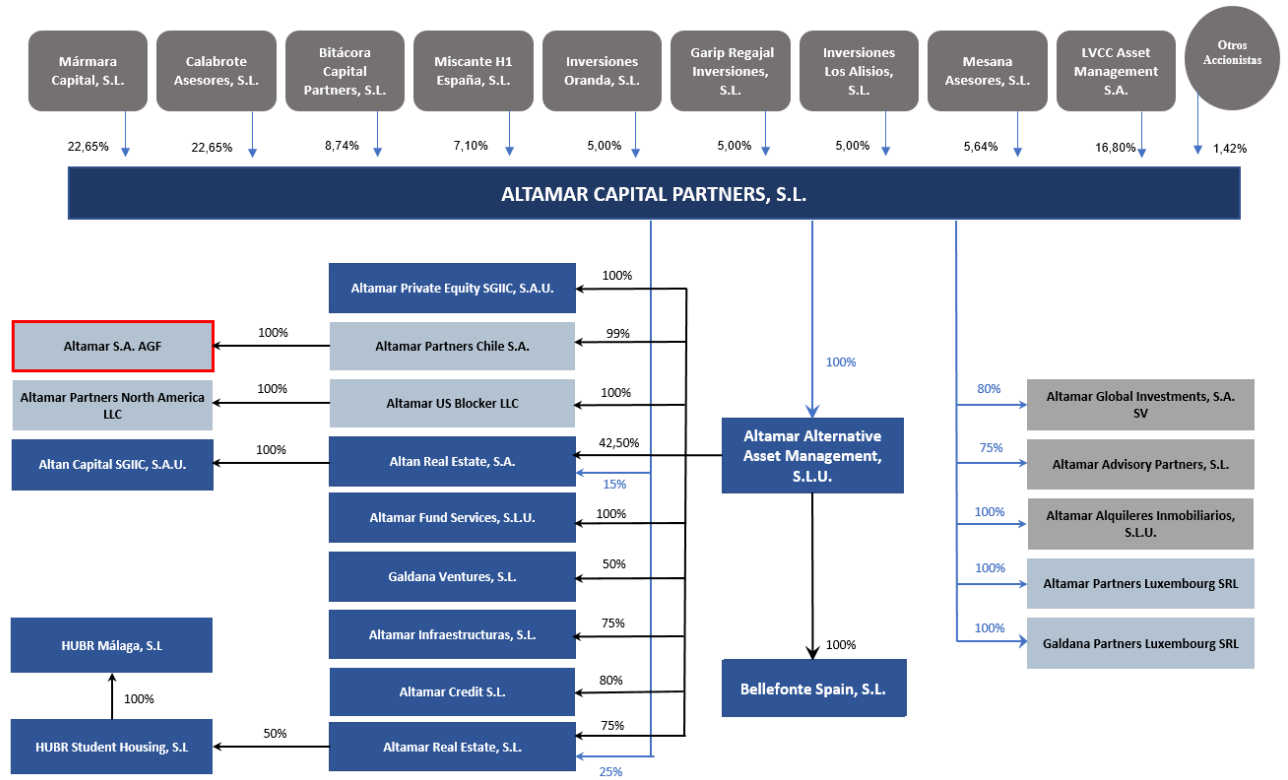 Mármara
Capital, S.L.
Calabrote
Asesores, S.L.
Bitácora
Capital
Partners, S.L.
Miscante H1
España, S.L.
Inversiones
Oranda, S.L.
Garip Regajal
Inversiones,
S.L.
Inversiones
Los Alisios,
S.L.
Mesana
Asesores, S.L.
LVCC Asset
Management
S.A.
Otros
Accionistas
22,65%
22,65%
8,74%
7,10%
5,00%
5,00%
5,00%
5,64%
16,80%
1,42%
ALTAMAR CAPITAL PARTNERS, S.L.
Altamar Private Equity SGIIC, S.A.U.
100%
Altamar S.A. AGF
100%
Altamar Partners Chile S.A.
99%
Altamar Partners North America
LLC
100%
Altamar US Blocker LLC
100%
Altan Capital SGIIC, S.A.U.
100%
Altan Real Estate, S.A.
42,50%
15%
Altamar Fund Services, S.L.U.
100%
Galdana Ventures, S.L.
50%
Altamar Infraestructuras, S.L.
75%
Altamar Credit S.L.
80%
HUBR Málaga, S.L
100%
HUBR Student Housing, S.L
50%
Altamar Real Estate, S.L.
75%
25%
100%
Altamar Alternative
Asset Management,
S.L.U.
100%
Bellefonte Spain, S.L.
80%
Altamar Global Investments, S.A.
SV
75%
Altamar Advisory Partners, S.L.
100%
Altamar Alquileres Inmobiliarios,
S.L.U.
100%
Altamar Partners Luxembourg SRL
100%
Galdana Partners Luxembourg SRL